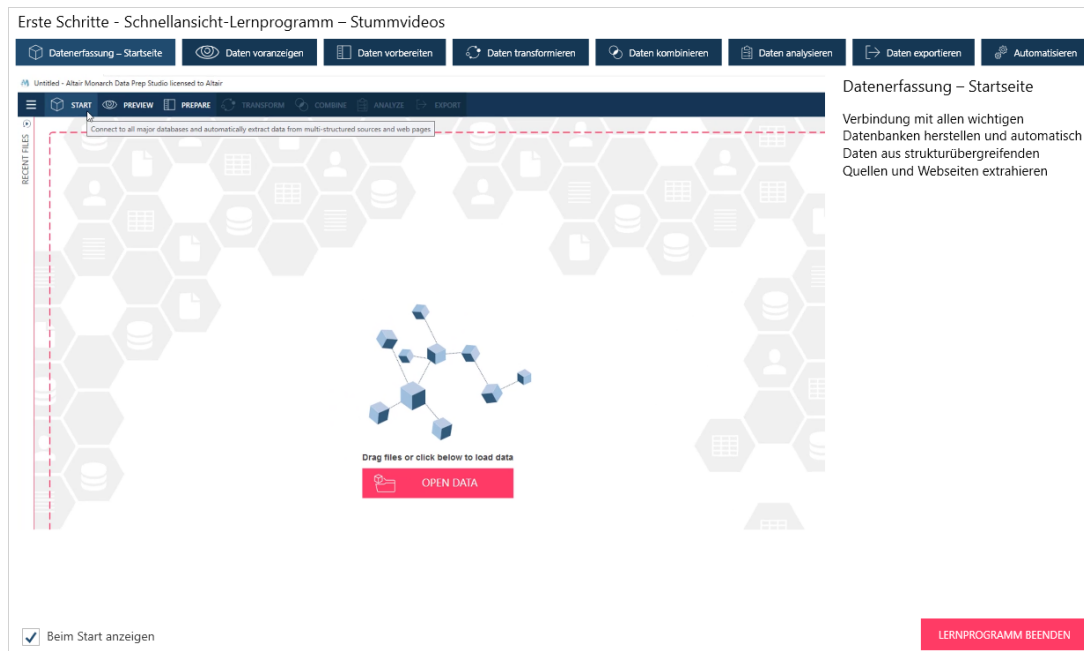 Erste Schritte - Schnellansicht-Lernprogramm – Stummvideos
Datenerfassung – Startseite
Daten voranzeigen
Daten vorbereiten
Daten transformieren
Daten kombinieren
Daten analysieren
Daten exportieren
Automatisieren
Untitled - Altair Monarch Data Prep Studio licensed to Altair
START
PREVIEW
PREPARE
TRANSFORM
COMBINE
ANALYZE
EXPORT
Connect to all major databases and automatically extract data from multi-structured sources and web pages
RECENT FILES
Drag files or click below to load data
OPEN DATA
Datenerfassung – Startseite
Verbindung mit allen wichtigen
Datenbanken herstellen und automatisch
Daten aus strukturübergreifenden
Quellen und Webseiten extrahieren
Beim Start anzeigen
LERNPROGRAMM BEENDEN